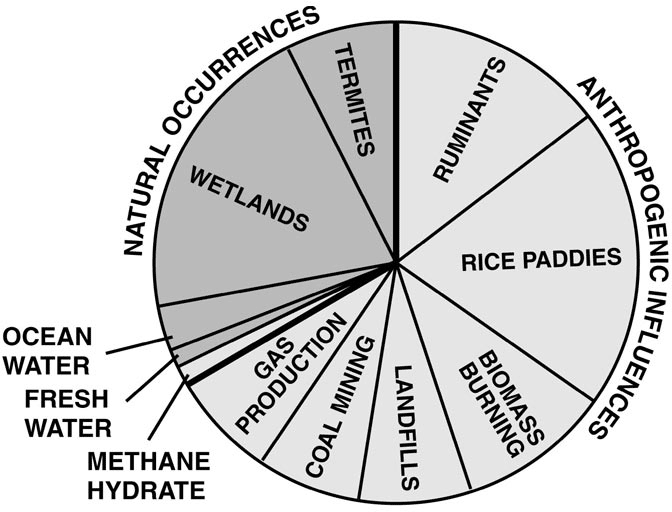 NATURAL OCCURRENCES
ANTHROPOGENIC INFLUENCES
TERMITES
RUMINANTS
WETLANDS
RICE PADDIES
OCEAN
WATER
FRESH
WATER
METHANE
HYDRATE
GAS
PRODUCTION
COAL MINING
LANDFILLS
BIOMASS
BURNING